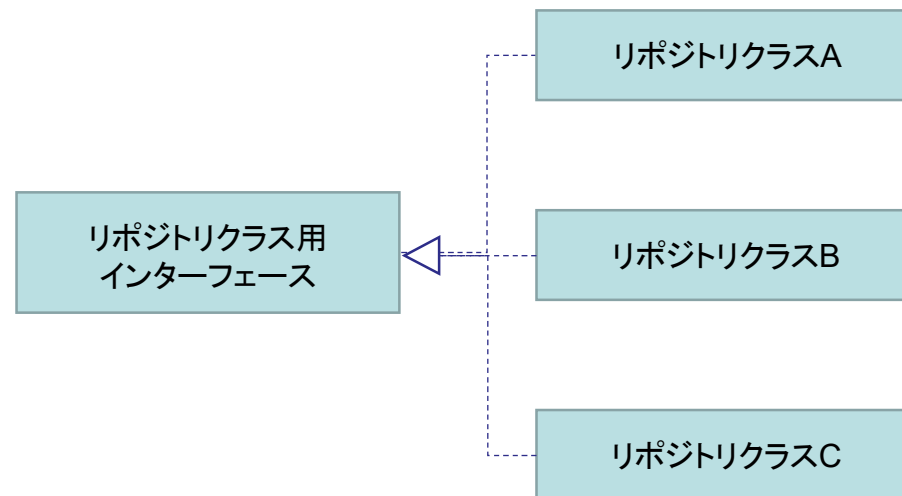 リポジトリクラスA
リポジトリクラス用
インターフェース
リポジトリクラスB
リポジトリクラスC